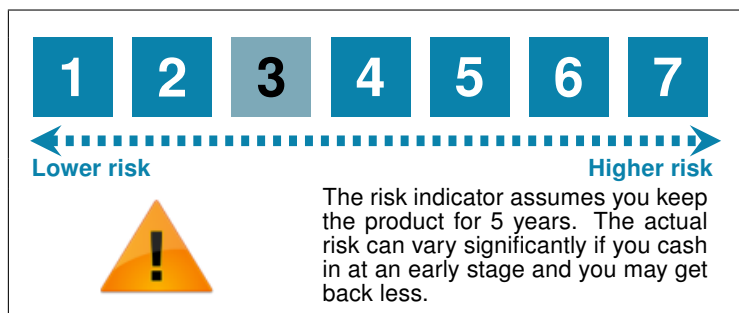 1 2 3 4 5 6 7
Lower risk Higher risk
The risk indicator assumes you keep
the product for 5 years. The actual
risk can vary significantly if you cash
in at an early stage and you may get
back less.